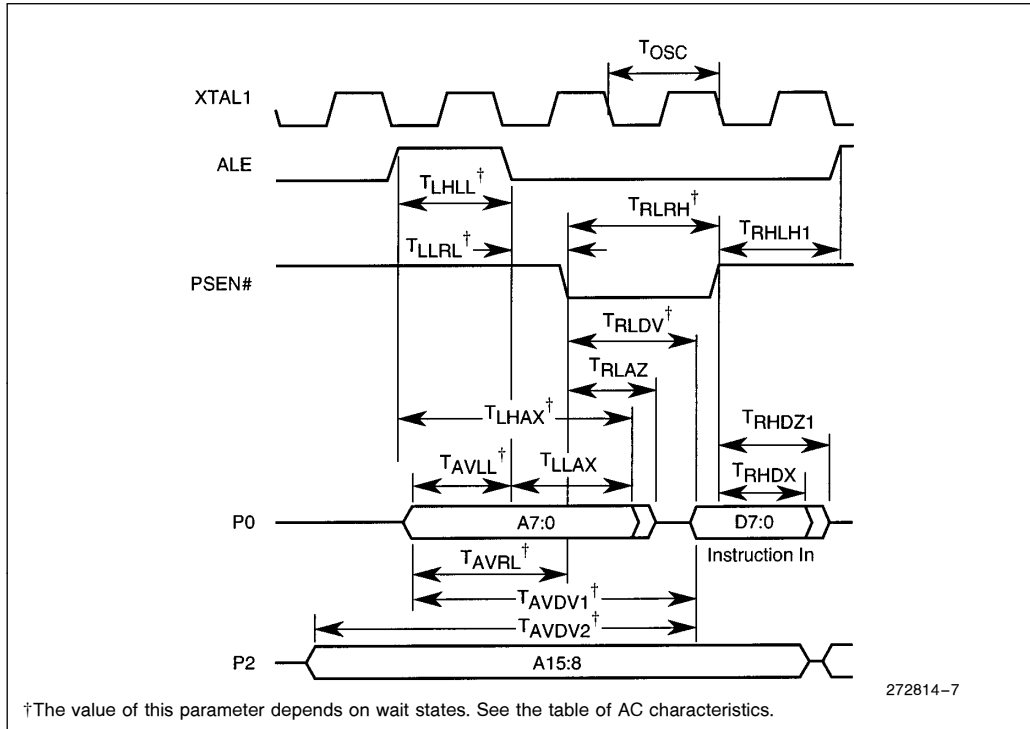 TOSC
XTAL1
ALE
TLHLL†
TRLRH†
TRHLH1
TLLRL†
PSEN#
TRLDV†
TRLAZ
TLHAX†
TRHDZ1
TAVLL†
TLLAX
TRHDX
P0
A7:0
D7:0
Instruction In
TAVRL†
TAVDV1†
TAVDV2†
P2
A15:8
272814–7
†The value of this parameter depends on wait states. See the table of AC characteristics.